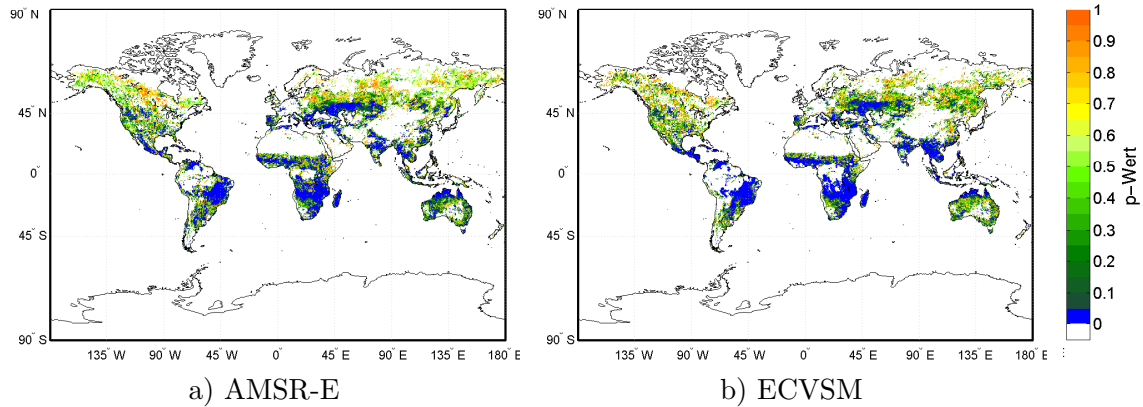 90° N
45° N
0°
45° S
90° S
135° W
90° W
45° W
0°
45° E
90° E
135° E
180° E
a) AMSR-E
90° N
45° N
0°
45° S
90° S
135° W
90° W
45° W
0°
45° E
90° E
135° E
180° E
b) ECVSM
1
0.9
0.8
0.7
0.6
0.5
0.4
0.3
0.2
0.1
0
p-Wert